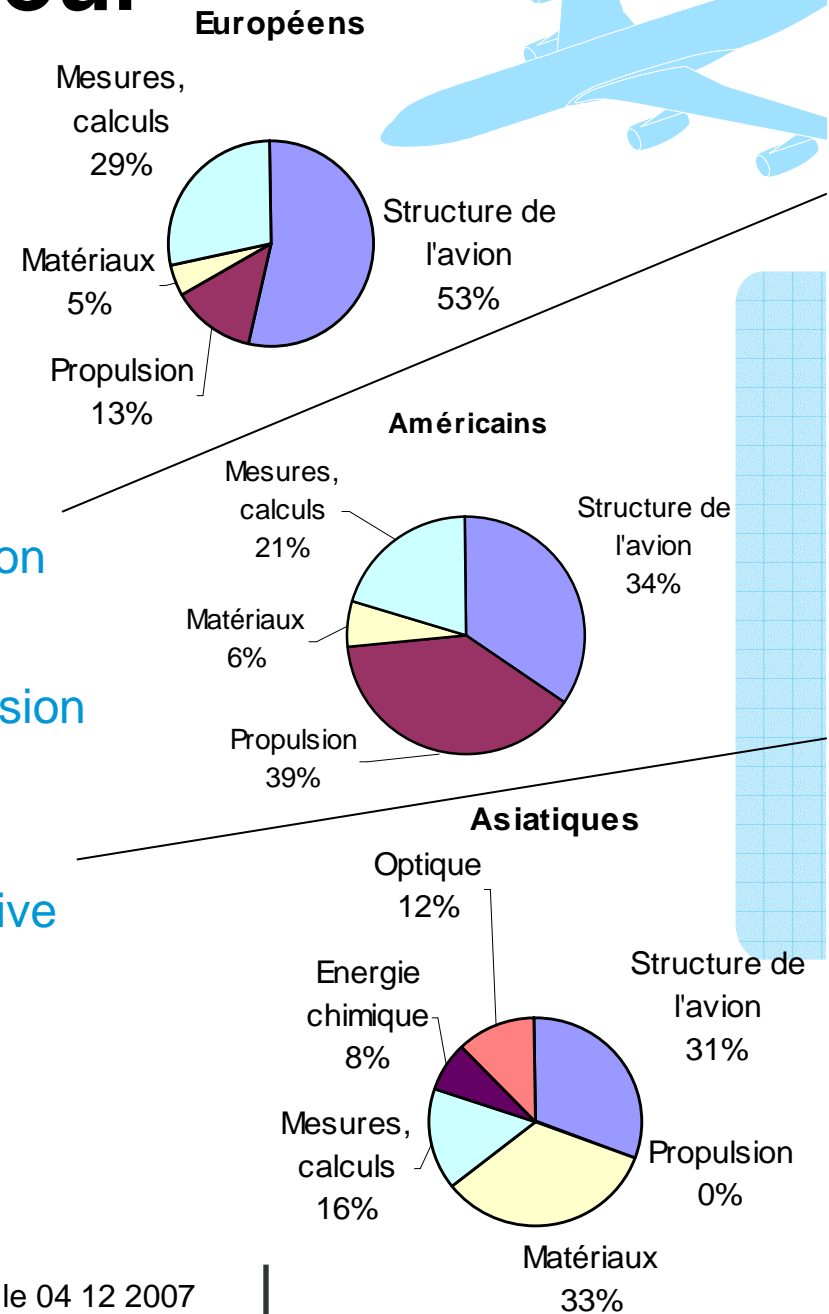 Européens
Mesures,
calculs
29%
Structure de
l'avion
53%
Matériaux
5%
Propulsion
13%
Américains
Mesures,
calculs
21%
Structure de
l'avion
34%
Matériaux
6%
Propulsion
39%
Asiatiques
Optique
12%
Energie
chimique
8%
Structure de
l'avion
31%
Mesures,
calculs
16%
Propulsion
0%
Matériaux
33%
on
sion
ive
le 04 12 2007